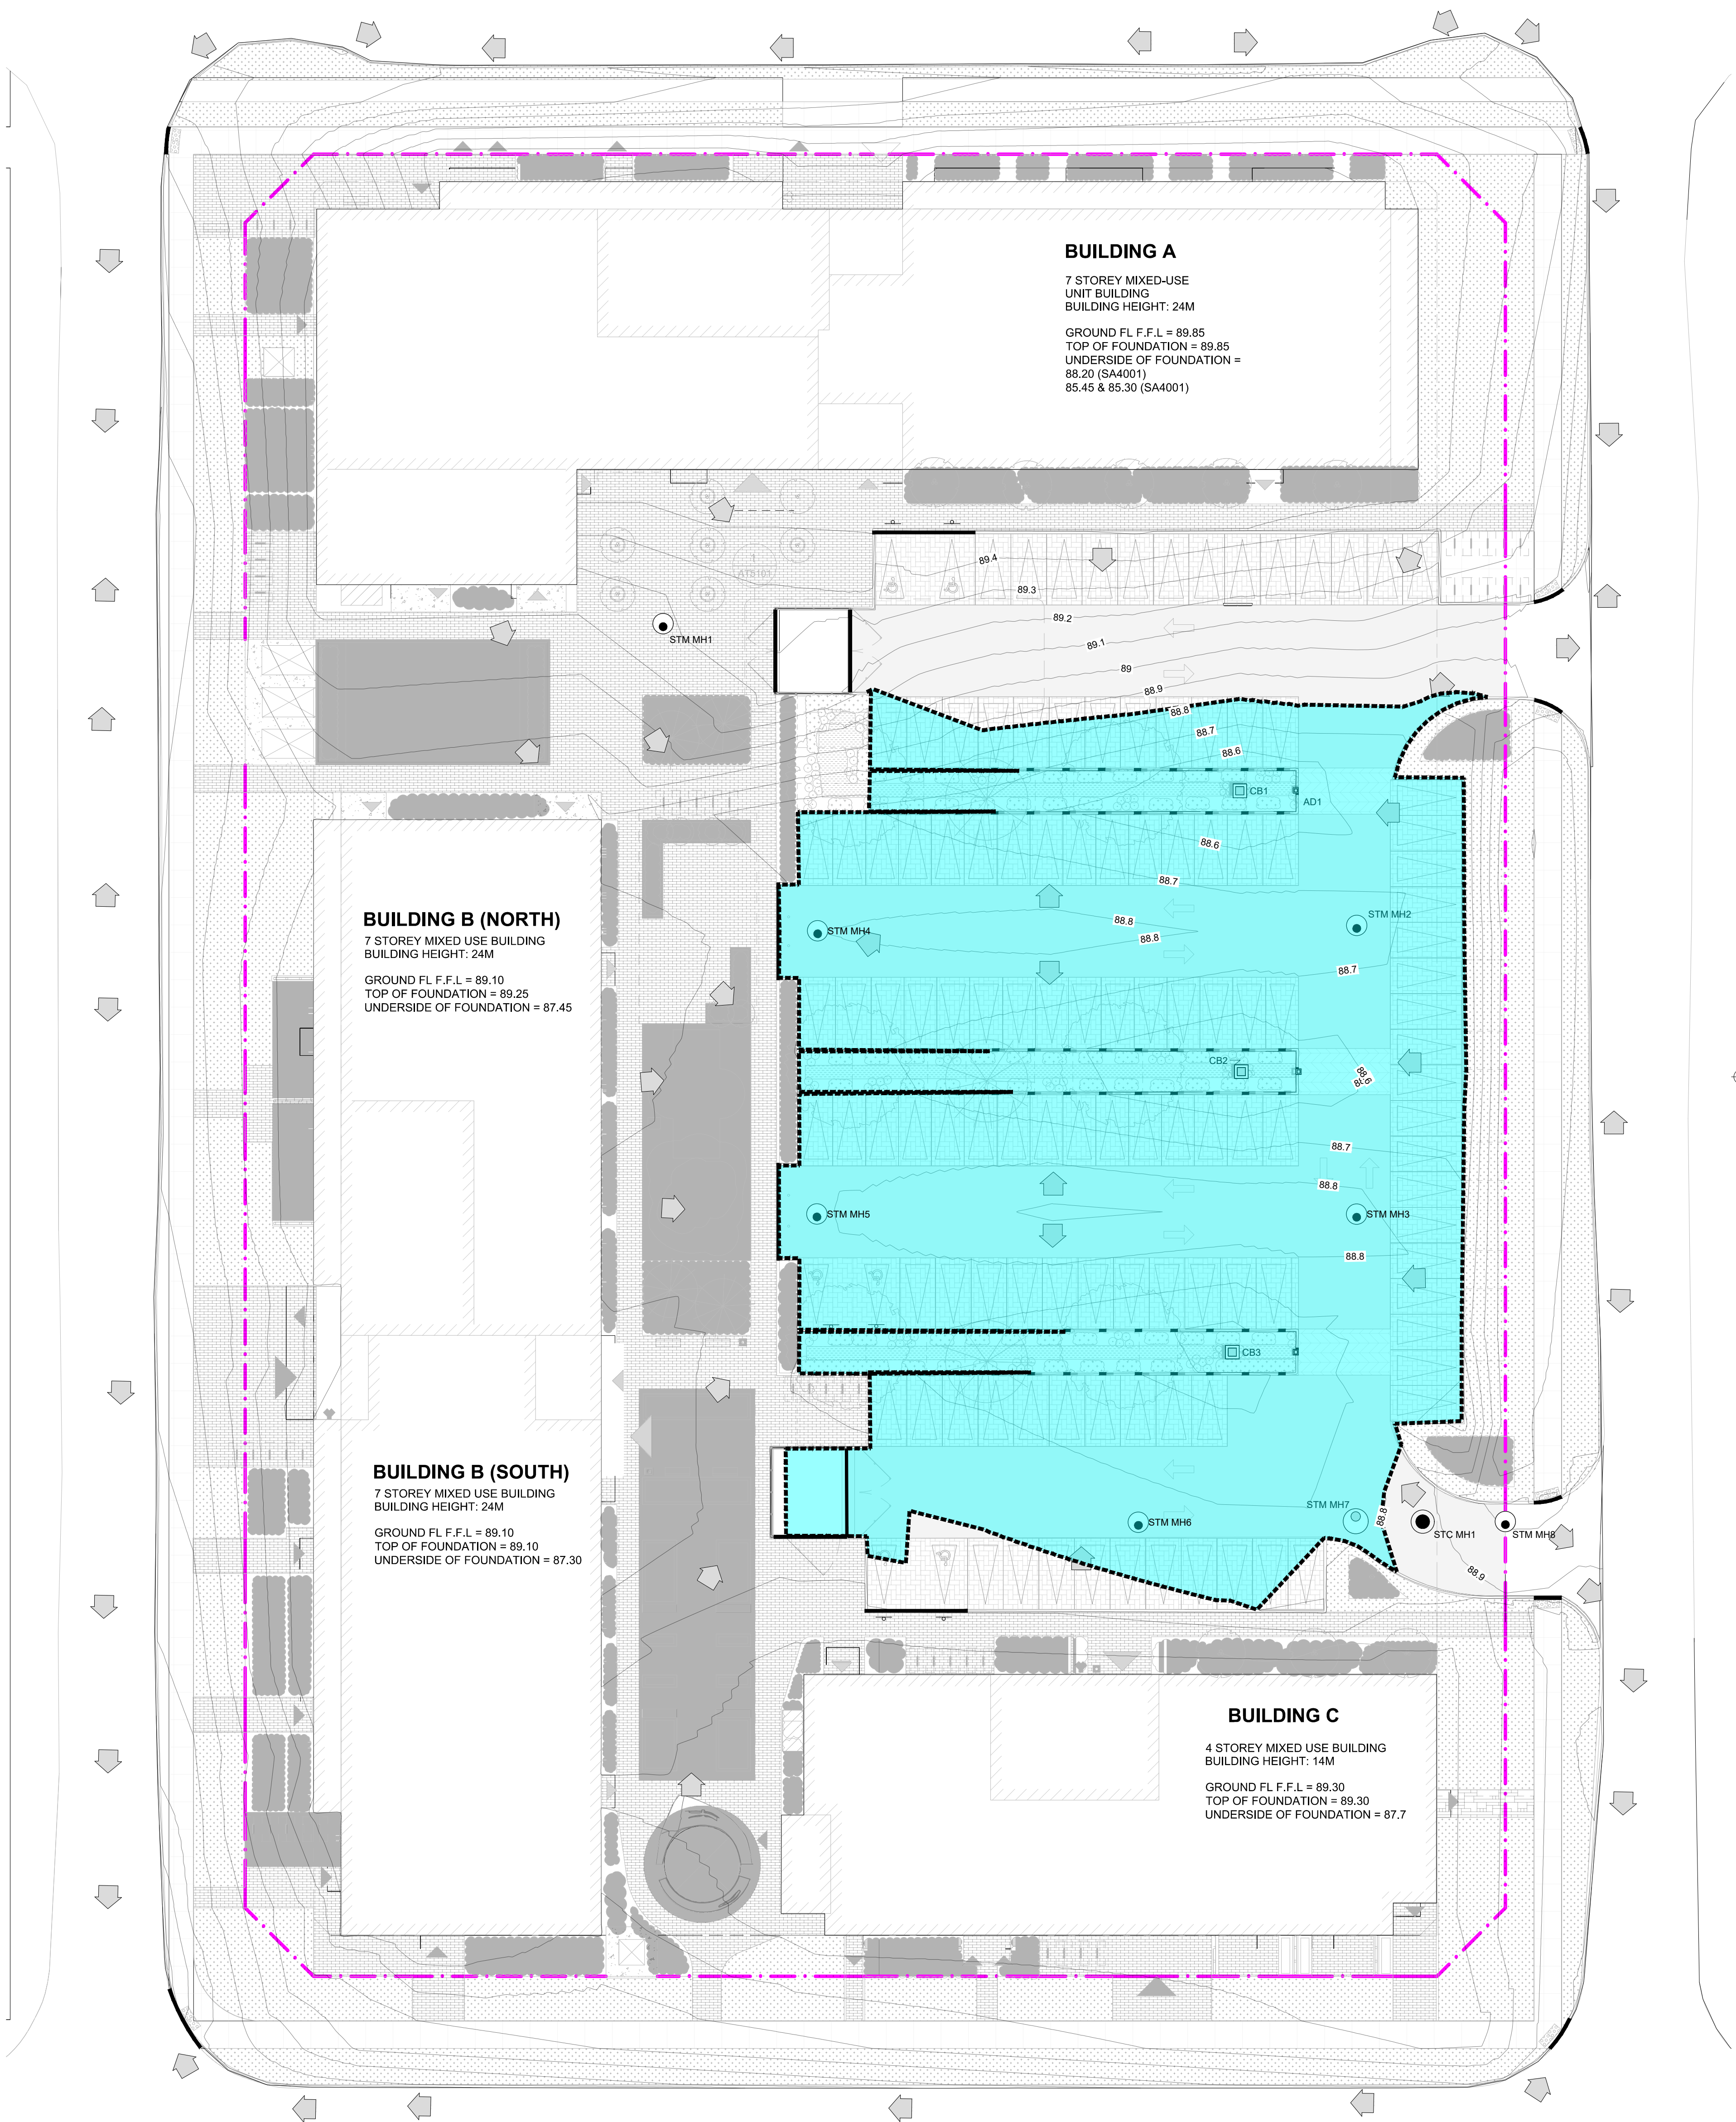 BUILDING A
7 STOREY MIXED-USE
UNIT BUILDING
BUILDING HEIGHT: 24M
GROUND FL F.F.L = 89.85
TOP OF FOUNDATION = 89.85
UNDERSIDE OF FOUNDATION =
88.20 (SA4001)
85.45 & 85.30 (SA4001)
89.4
1
AT5101
89.3
89.2
STM MH1
89.1
89
88.9
88.8
88.7
88.6
CB1
AD1
88.6
88.7
BUILDING B (NORTH)
7 STOREY MIXED USE BUILDING
BUILDING HEIGHT: 24M
GROUND FL F.F.L = 89.10
TOP OF FOUNDATION = 89.25
UNDERSIDE OF FOUNDATION = 87.45
STM MH2
88.8
STM MH4
88.8
88.7
CB2
88.6
88.7
88.8
STM MH5
STM MH3
88.8
CB3
BUILDING B (SOUTH)
7 STOREY MIXED USE BUILDING
BUILDING HEIGHT: 24M
GROUND FL F.F.L = 89.10
TOP OF FOUNDATION = 89.10
UNDERSIDE OF FOUNDATION = 87.30
STM MH7
88.8
STM MH6
STC MH1
STM MH8
88.9
BUILDING C
4 STOREY MIXED USE BUILDING
BUILDING HEIGHT: 14M
GROUND FL F.F.L = 89.30
TOP OF FOUNDATION = 89.30
UNDERSIDE OF FOUNDATION = 87.7